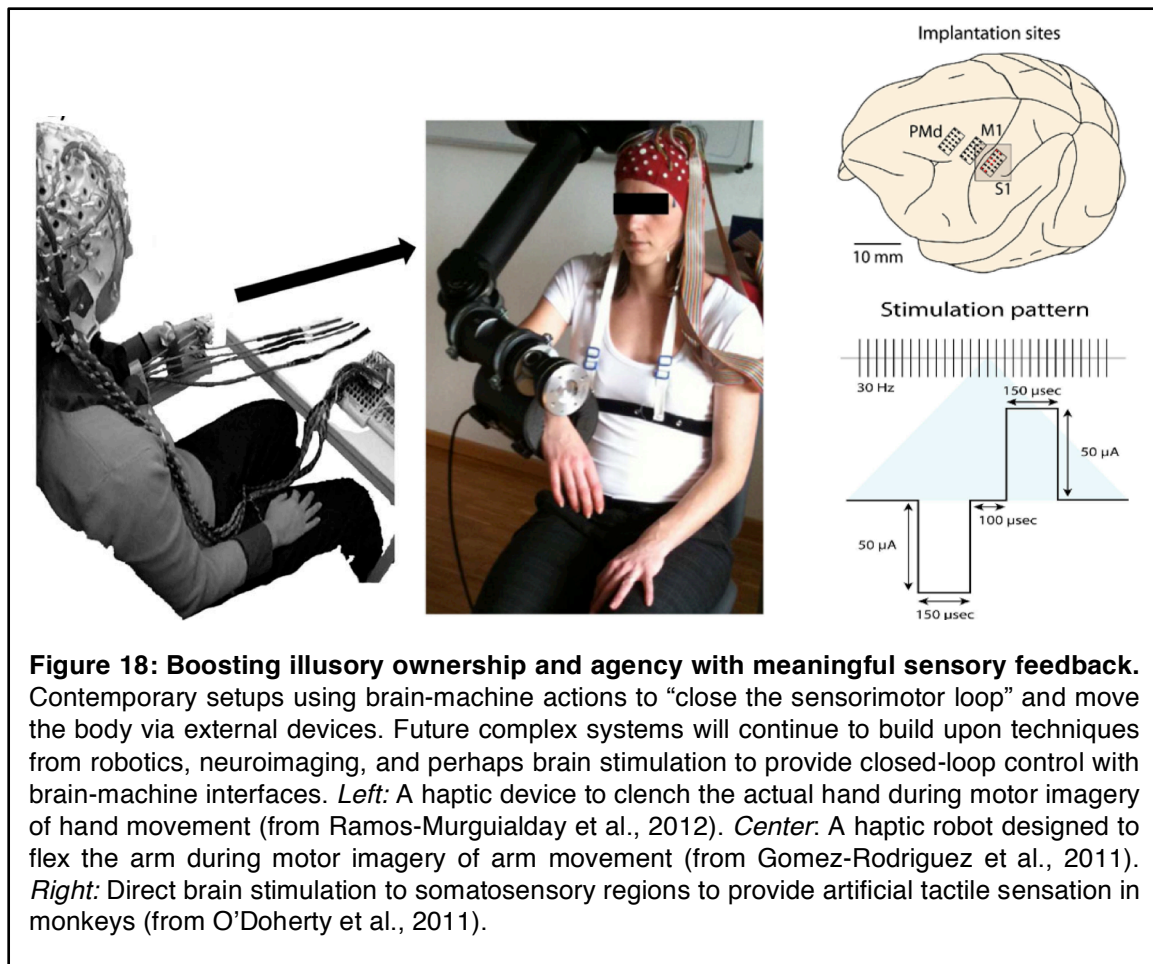 Implantation sites
PMd
M1
S1
10 mm
Stimulation pattern
30 Hz
150 µsec
50 µA
100 µsec
50 µA
150 µsec
Figure 18: Boosting illusory ownership and agency with meaningful sensory feedback.
Contemporary setups using brain-machine actions to “close the sensorimotor loop” and move
the body via external devices. Future complex systems will continue to build upon techniques
from robotics, neuroimaging, and perhaps brain stimulation to provide closed-loop control with
brain-machine interfaces. Left: A haptic device to clench the actual hand during motor imagery
of hand movement (from Ramos-Murguialday et al., 2012). Center: A haptic robot designed to
flex the arm during motor imagery of arm movement (from Gomez-Rodriguez et al., 2011).
Right: Direct brain stimulation to somatosensory regions to provide artificial tactile sensation in
monkeys (from O’Doherty et al., 2011).